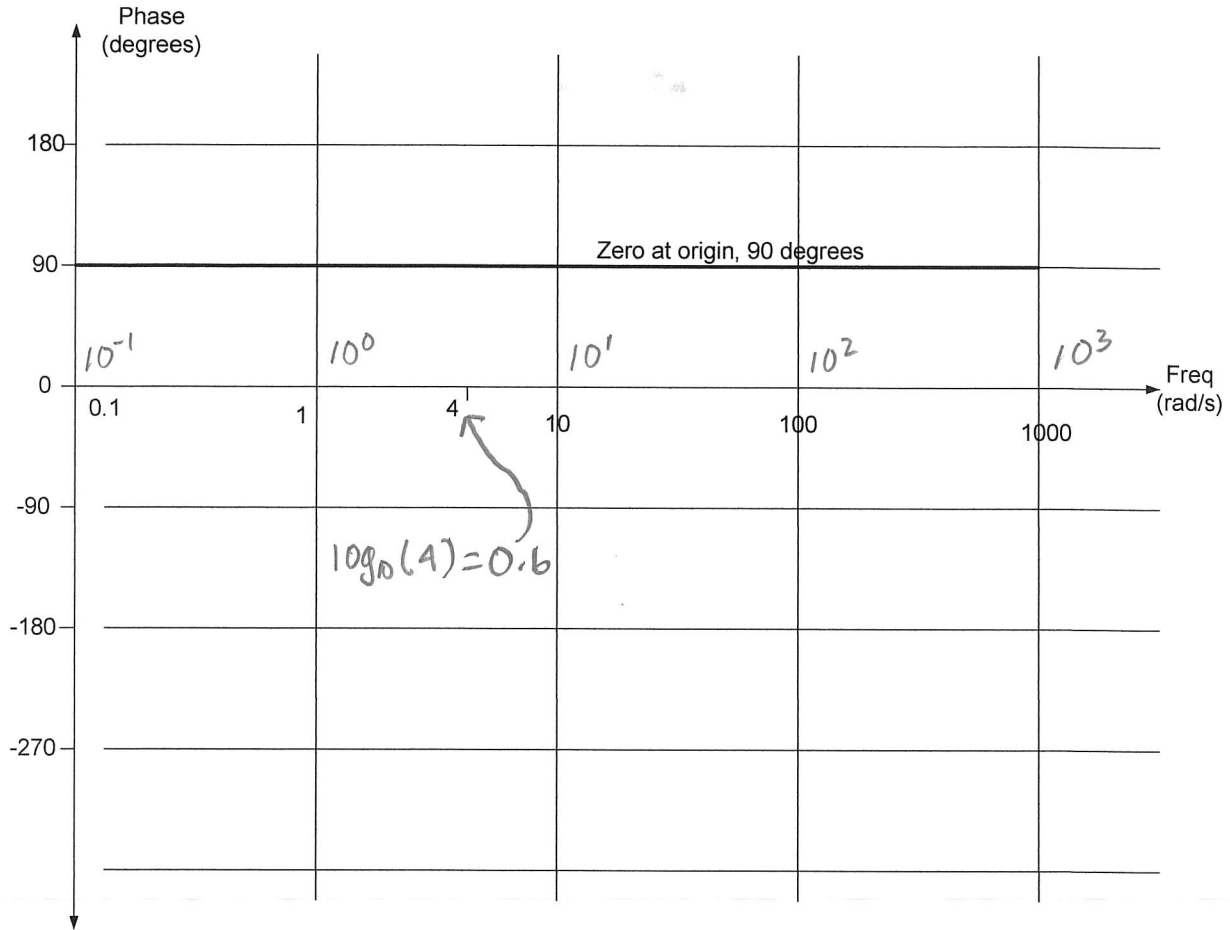 Phase
(degrees)
180
90
Zero at origin, 90 degrees
10⁻¹ 10⁰ 10¹ 10² 10³
0
Freq
(rad/s)
0.1 1 4 10 100 1000
-90
log₁₀(4)=0.6
-180
-270